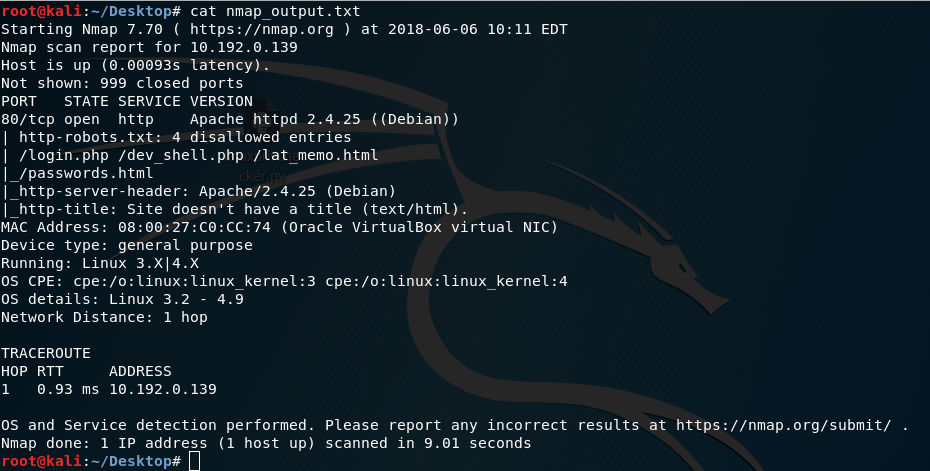 root@kali:~/Desktop# cat nmap_output.txt
Starting Nmap 7.70 ( https://nmap.org ) at 2018-06-06 10:11 EDT
Nmap scan report for 10.192.0.139
Host is up (0.00093s latency).
Not shown: 999 closed ports
PORT   STATE SERVICE VERSION
80/tcp open  http    Apache httpd 2.4.25 ((Debian))
| http-robots.txt: 4 disallowed entries
| /login.php /dev_shell.php /lat_memo.html
|_/passwords.html
|_http-server-header: Apache/2.4.25 (Debian)
|_http-title: Site doesn't have a title (text/html).
MAC Address: 08:00:27:C0:CC:74 (Oracle VirtualBox virtual NIC)
Device type: general purpose
Running: Linux 3.X|4.X
OS CPE: cpe:/o:linux:linux_kernel:3 cpe:/o:linux:linux_kernel:4
OS details: Linux 3.2 - 4.9
Network Distance: 1 hop
TRACEROUTE
HOP RTT     ADDRESS
1   0.93 ms 10.192.0.139
OS and Service detection performed. Please report any incorrect results at https://nmap.org/submit/ .
Nmap done: 1 IP address (1 host up) scanned in 9.01 seconds
root@kali:~/Desktop#